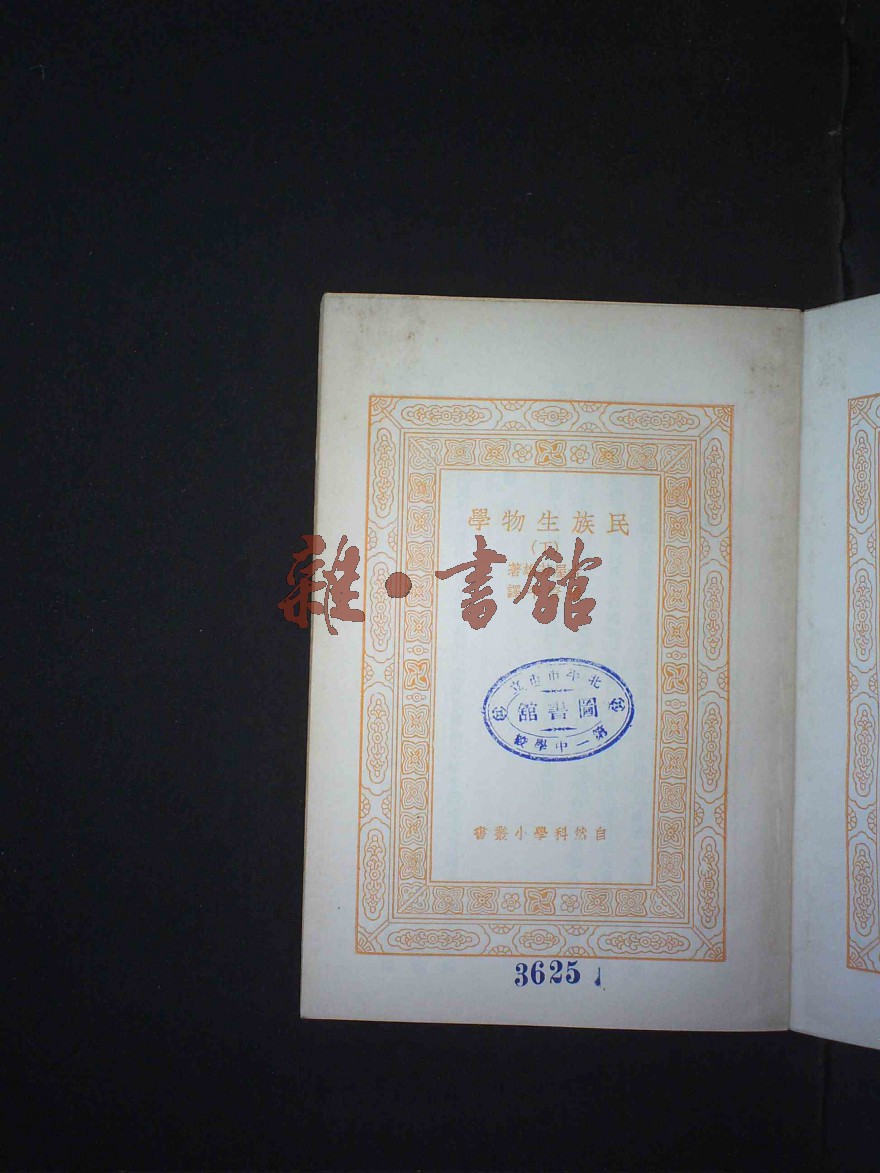 民族生物學
(下)
著
譯
雜·書館
北平市市立
圖書館
第一中學校
自然科學小叢書
3625